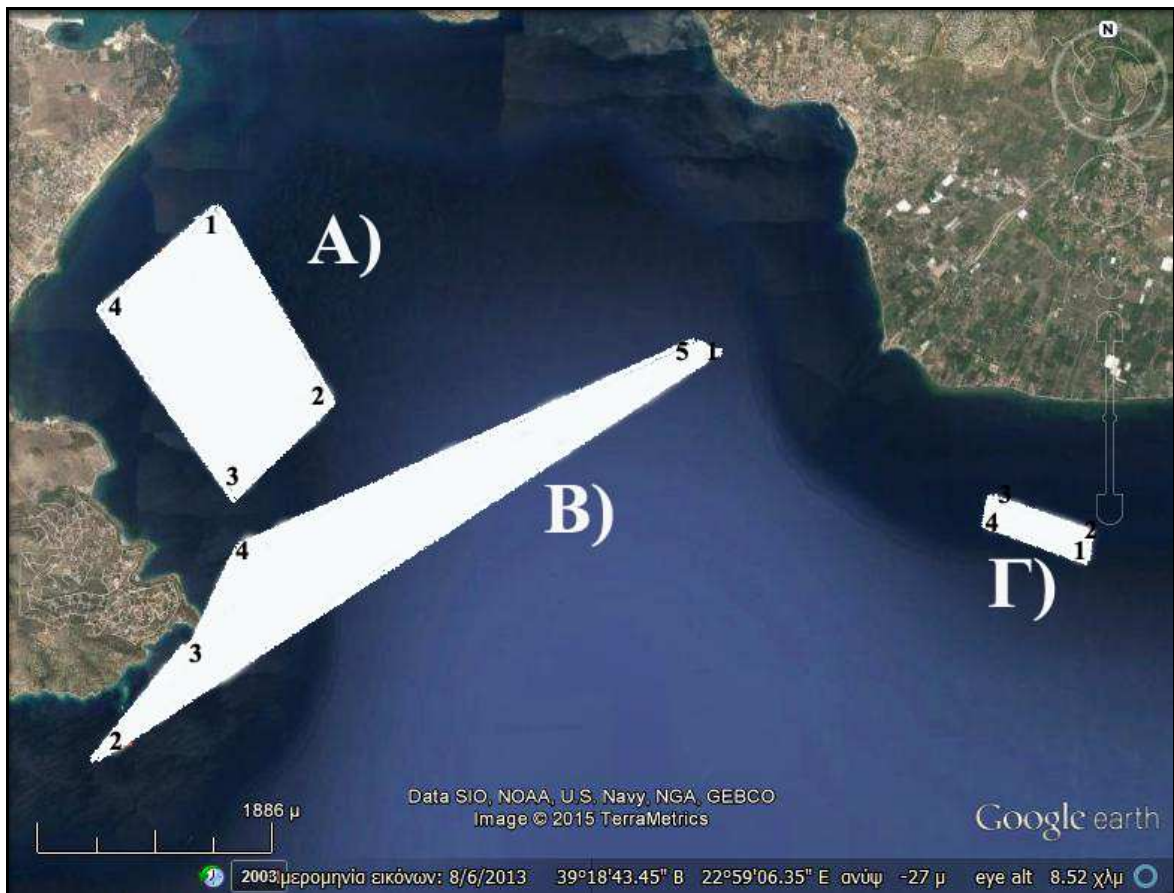 N
1
A)
4
2
5 1
3
B)
4
3
4
2
1
Γ)
3
2
Data SIO, NOAA, U.S. Navy, NGA, GEBCO
Image © 2015 TerraMetrics
1886 μ
Google earth
2003 μερομηνία εικόνων: 8/6/2013 39°18'43.45" Β 22°59'06.35" Ε ανύψ -27 μ eye alt 8.52 χλμ